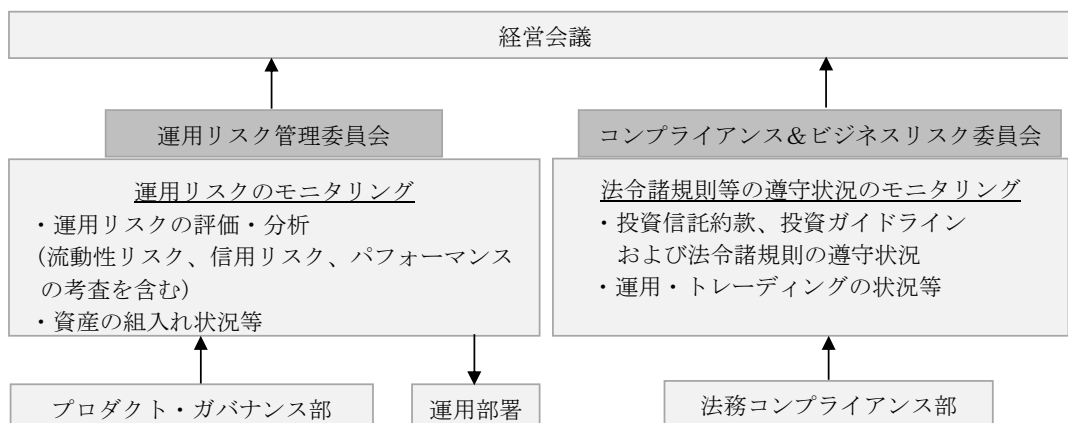 経営会議
運用リスク管理委員会
運用リスクのモニタリング
・運用リスクの評価・分析
(流動性リスク、信用リスク、パフォーマンス
の考査を含む)
・資産の組入れ状況等
コンプライアンス&ビジネスリスク委員会
法令諸規則等の遵守状況のモニタリング
・投資信託約款、投資ガイドライン
および法令諸規則の遵守状況
・運用・トレーディングの状況等
プロダクト・ガバナンス部
運用部署
法務コンプライアンス部